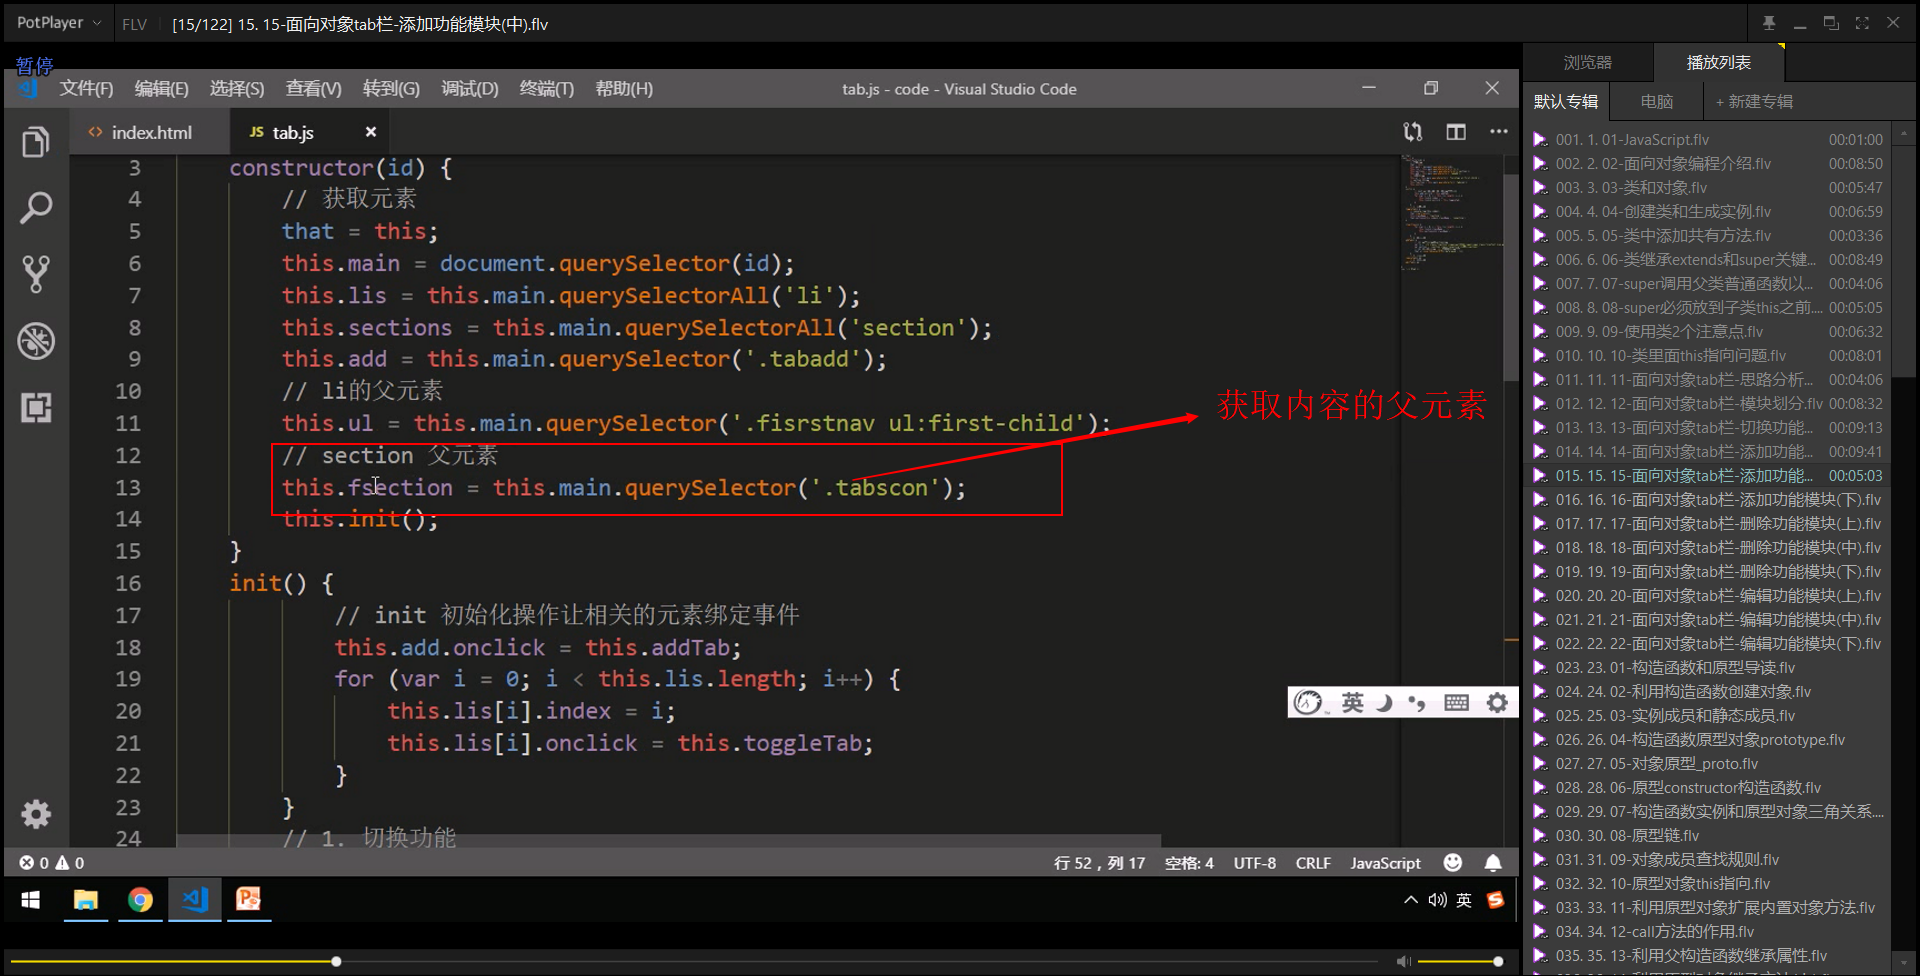 PotPlayer FLV [15/122] 15. 15-面向对象tab栏-添加功能模块(中).flv
暂停
文件(F) 编辑(E) 选择(S) 查看(V) 转到(G) 调试(D) 终端(T) 帮助(H) tab.js - code - Visual Studio Code
index.html JS tab.js
3 constructor(id) {
4 // 获取元素
5 that = this;
6 this.main = document.querySelector(id);
7 this.lis = this.main.querySelectorAll('li');
8 this.sections = this.main.querySelectorAll('section');
9 this.add = this.main.querySelector('.tabadd');
10 // li的父元素
11 this.ul = this.main.querySelector('.fisrstnav ul:first-child');
12 // section 父元素
13 this.fsection = this.main.querySelector('.tabscon');
14 this.init();
15 }
16 init() {
17 // init 初始化操作让相关的元素绑定事件
18 this.add.onclick = this.addTab;
19 for (var i = 0; i < this.lis.length; i++) {
20 this.lis[i].index = i;
21 this.lis[i].onclick = this.toggleTab;
22 }
23 }
24 // 1. 切换功能
获取内容的父元素
英
0 0 行 52，列 17 空格: 4 UTF-8 CRLF JavaScript
英
浏览器 播放列表
默认专辑 电脑 + 新建专辑
001. 1. 01-JavaScript.flv 00:01:00
002. 2. 02-面向对象编程介绍.flv 00:08:50
003. 3. 03-类和对象.flv 00:05:47
004. 4. 04-创建类和生成实例.flv 00:06:59
005. 5. 05-类中添加共有方法.flv 00:03:36
006. 6. 06-类继承extends和super关键... 00:08:49
007. 7. 07-super调用父类普通函数以... 00:04:06
008. 8. 08-super必须放到子类this之前... 00:05:05
009. 9. 09-使用类2个注意点.flv 00:06:32
010. 10. 10-类里面this指向问题.flv 00:08:01
011. 11. 11-面向对象tab栏-思路分析... 00:04:06
012. 12. 12-面向对象tab栏-模块划分.flv 00:08:32
013. 13. 13-面向对象tab栏-切换功能... 00:09:13
014. 14. 14-面向对象tab栏-添加功能... 00:09:41
015. 15. 15-面向对象tab栏-添加功能... 00:05:03
016. 16. 16-面向对象tab栏-添加功能模块(下).flv
017. 17. 17-面向对象tab栏-删除功能模块(上).flv
018. 18. 18-面向对象tab栏-删除功能模块(中).flv
019. 19. 19-面向对象tab栏-删除功能模块(下).flv
020. 20. 20-面向对象tab栏-编辑功能模块(上).flv
021. 21. 21-面向对象tab栏-编辑功能模块(中).flv
022. 22. 22-面向对象tab栏-编辑功能模块(下).flv
023. 23. 01-构造函数和原型导读.flv
024. 24. 02-利用构造函数创建对象.flv
025. 25. 03-实例成员和静态成员.flv
026. 26. 04-构造函数原型对象prototype.flv
027. 27. 05-对象原型_proto.flv
028. 28. 06-原型constructor构造函数.flv
029. 29. 07-构造函数实例和原型对象三角关系....
030. 30. 08-原型链.flv
031. 31. 09-对象成员查找规则.flv
032. 32. 10-原型对象this指向.flv
033. 33. 11-利用原型对象扩展内置对象方法.flv
034. 34. 12-call方法的作用.flv
035. 35. 13-利用父构造函数继承属性.flv